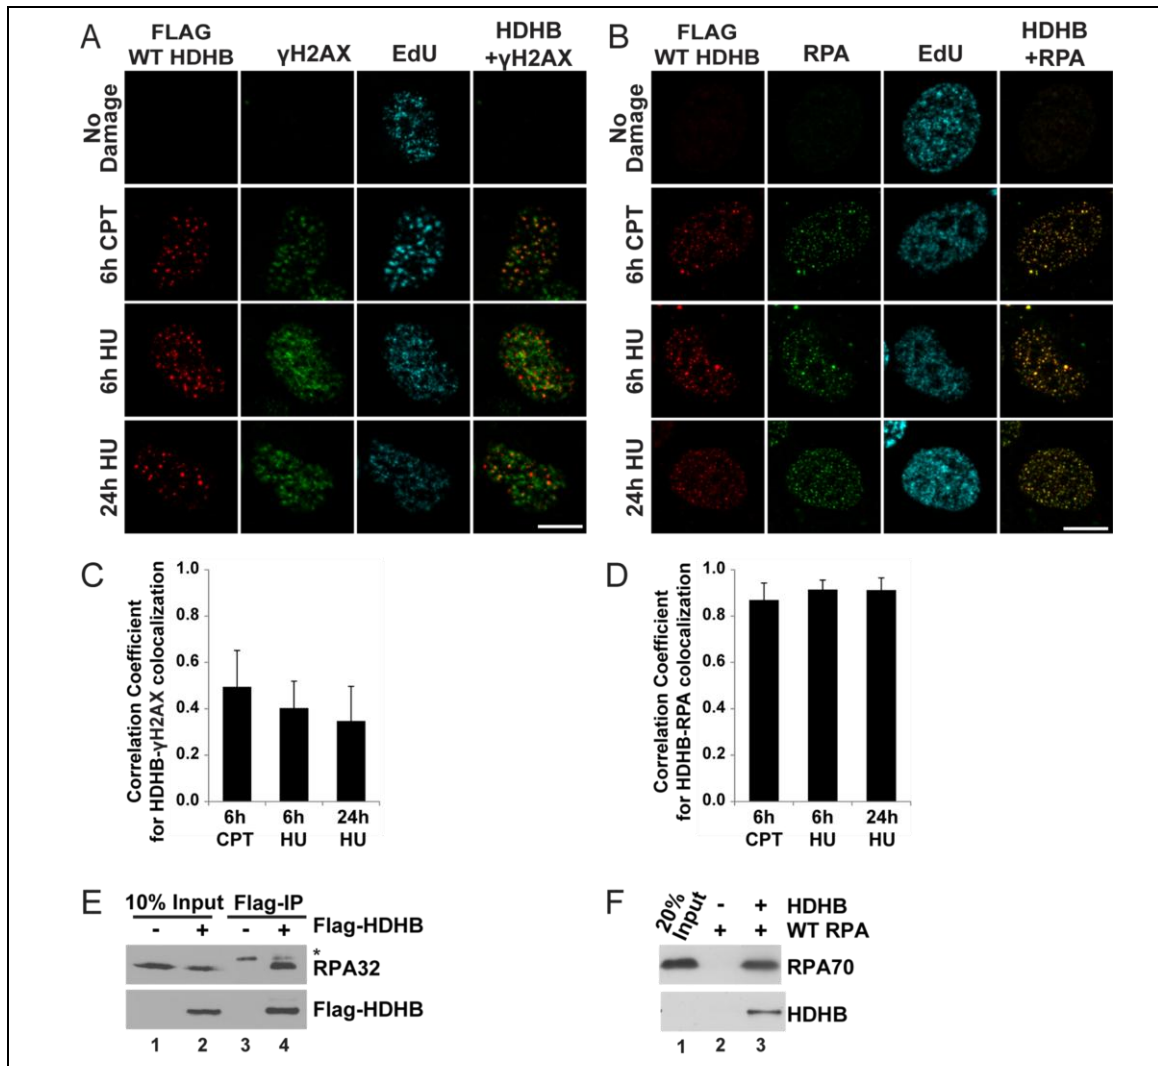 A
FLAG
WT HDHB
γH2AX
EdU
HDHB
+γH2AX
No
Damage
6h CPT
6h HU
24h HU
B
FLAG
WT HDHB
RPA
EdU
HDHB
+RPA
No
Damage
6h CPT
6h HU
24h HU
C
Correlation Coefficient
for HDHB-γH2AX colocalization
1.0
0.8
0.6
0.4
0.2
0.0
6h 6h 24h
CPT HU HU
D
Correlation Coefficient
for HDHB-RPA colocalization
1.0
0.8
0.6
0.4
0.2
0.0
6h 6h 24h
CPT HU HU
E
10% Input Flag-IP
- + - + Flag-HDHB
*
RPA32
Flag-HDHB
1 2 3 4
F
20%
Input
- + HDHB
+ + WT RPA
RPA70
HDHB
1 2 3